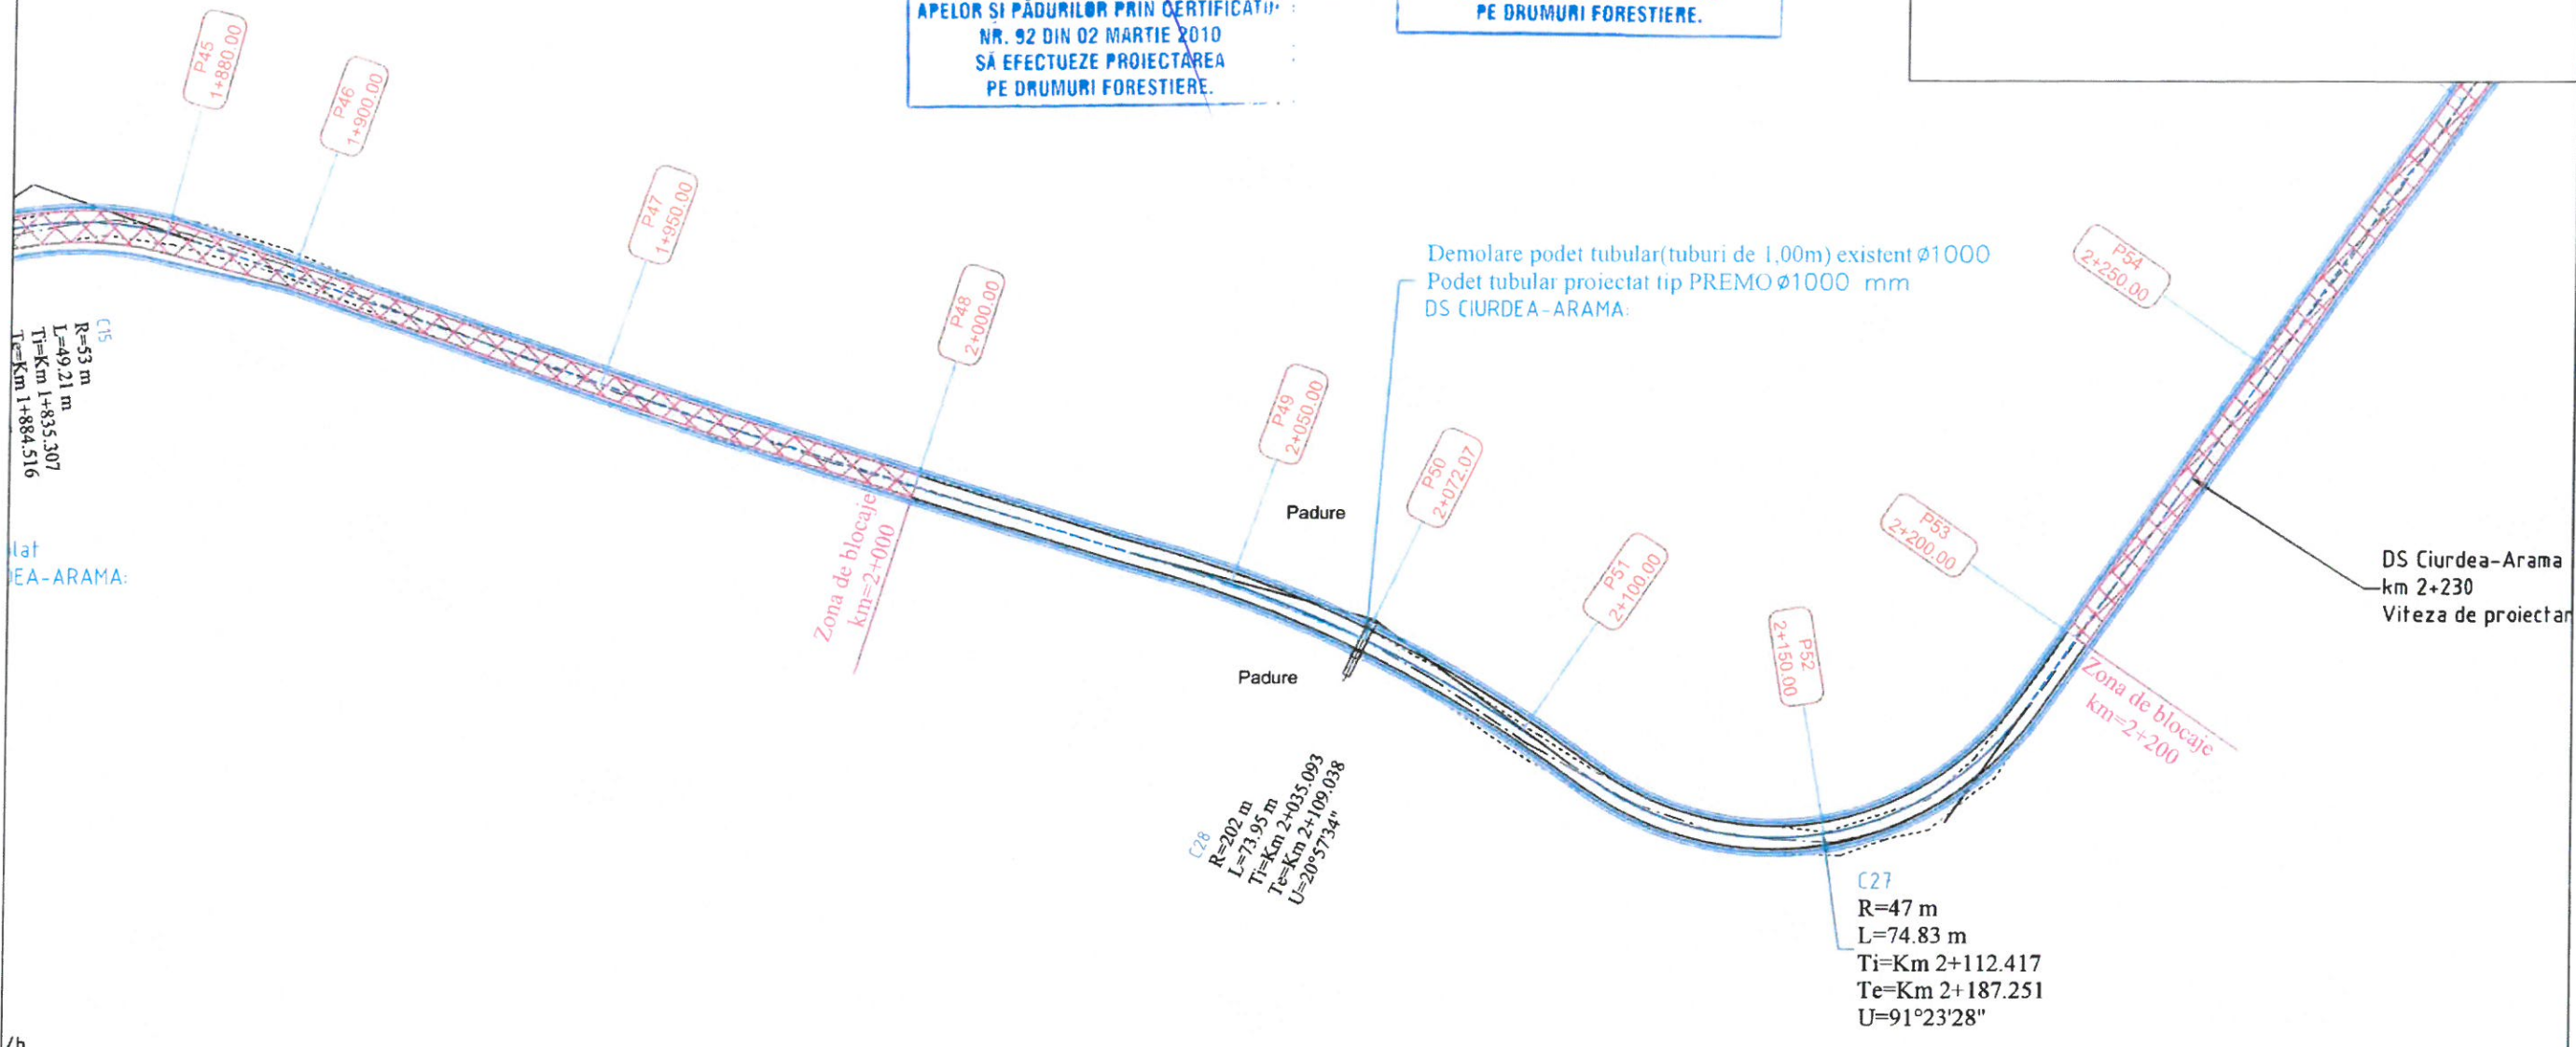 APELOR ȘI PĂDURILOR PRIN CERTIFICATU
NR. 92 DIN 02 MARTIE 2010
SĂ EFECTUEZE PROIECTAREA
PE DRUMURI FORESTIERE.
PE DRUMURI FORESTIERE.
P45
1+880.00
P46
1+900.00
P47
1+950.00
P48
2+000.00
P49
2+050.00
P50
2+072.07
P51
2+100.00
P52
2+150.00
P53
2+200.00
P54
2+250.00
Demolare podet tubular(tuburi de 1,00m) existent ø1000
Podet tubular proiectat tip PREMO ø1000 mm
DS CIURDEA-ARAMA:
C15
R=53 m
L=49.21 m
Ti=Km 1+835.307
Te=Km 1+884.516
lat
EA-ARAMA:
Zona de blocaje
km=2+000
Padure
Padure
C28
R=202 m
L=73.95 m
Ti=Km 2+035.093
Te=Km 2+109.038
U=20°57'34"
Zona de blocaje
km=2+200
DS Ciurdea-Arama
km 2+230
Viteza de proiectar
C27
R=47 m
L=74.83 m
Ti=Km 2+112.417
Te=Km 2+187.251
U=91°23'28"
/h